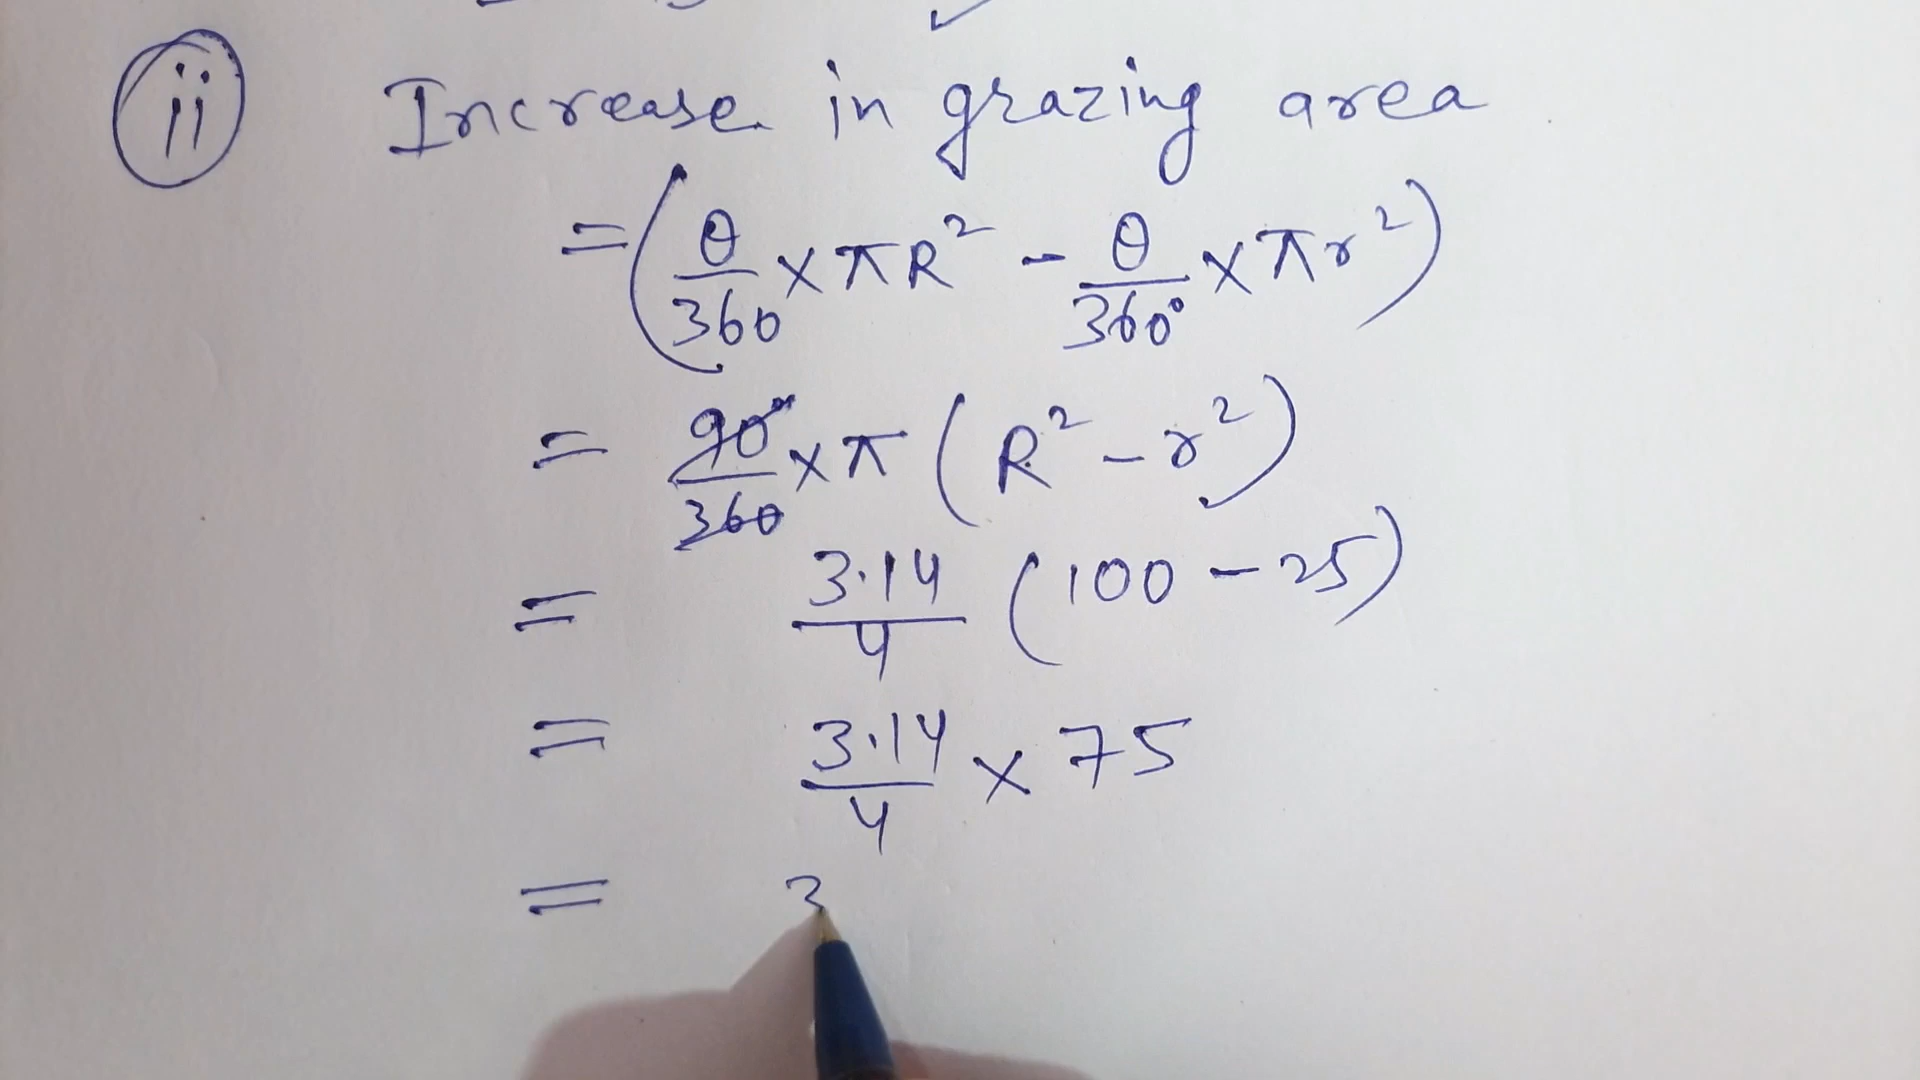 ii Increase in grazing area
= (θ/360 × πR² - θ/360° × πr²)
= 90°/360 × π (R² - r²)
= 3.14/4 (100 - 25)
= 3.14/4 × 75
= 3